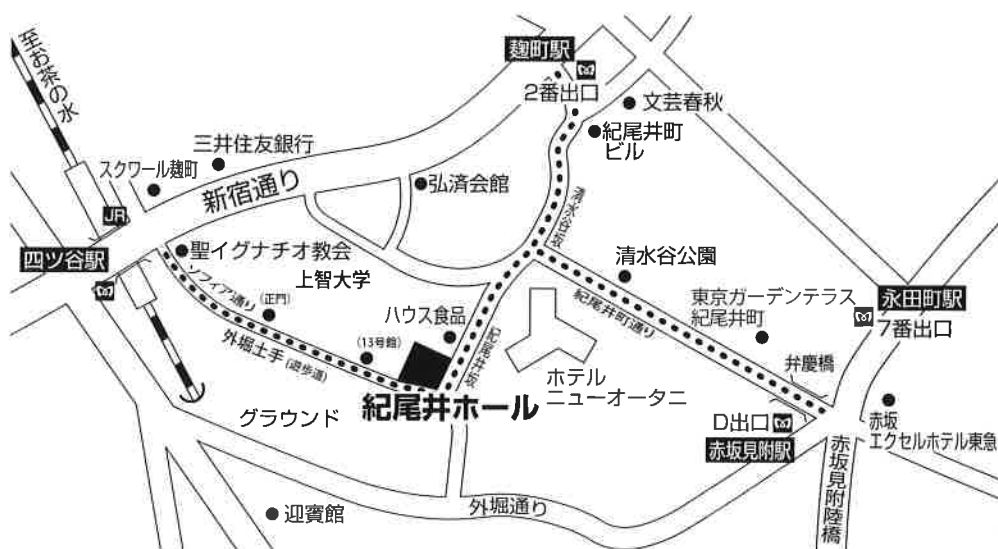 至お茶の水
麹町駅
2番出口
文芸春秋
紀尾井町
ビル
三井住友銀行
スクワール麹町
新宿通り
弘済会館
JR
四ツ谷駅
聖イグナチオ教会
上智大学
清水谷坂
清水谷公園
ソフィア通り
(正門)
外堀土手(遊歩道)
(13号館)
ハウス食品
紀尾井坂
紀尾井町通り
東京ガーデンテラス
紀尾井町
永田町駅
7番出口
弁慶橋
ホテル
ニューオータニ
紀尾井ホール
グラウンド
D出口
赤坂見附駅
赤坂
エクセルホテル東急
赤坂見附陸橋
外堀通り
迎賓館